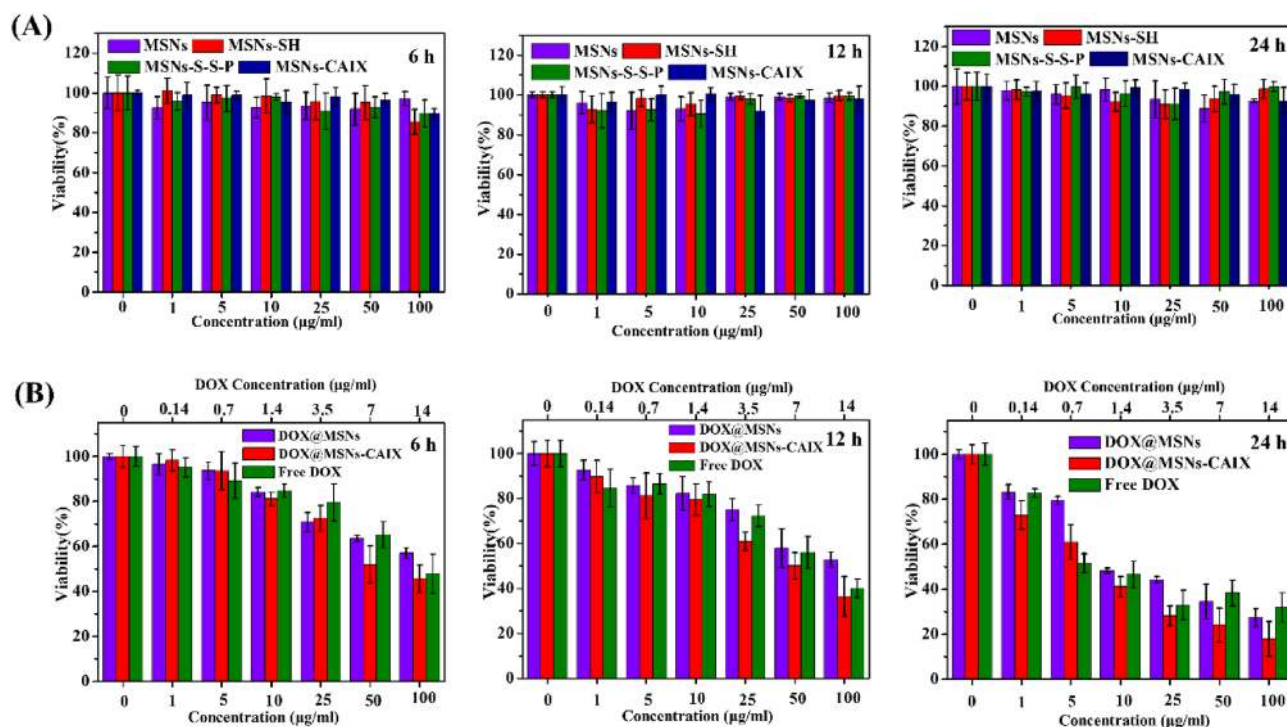 (A)
120
100
80
60
40
20
0
Viability(%)
MSNs MSNs-SH
MSNs-S-S-P MSNs-CAIX
6 h
0 1 5 10 25 50 100
Concentration (µg/ml)
120
100
80
60
40
20
0
Viability(%)
MSNs MSNs-SH
MSNs-S-S-P MSNs-CAIX
12 h
0 1 5 10 25 50 100
Concentration (µg/ml)
120
100
80
60
40
20
0
Viability(%)
MSNs MSNs-SH
MSNs-S-S-P MSNs-CAIX
24 h
0 1 5 10 25 50 100
Concentration (µg/ml)
(B)
DOX Concentration (µg/ml)
0 0.14 0.7 1.4 3.5 7 14
100
80
60
40
20
0
Viability(%)
DOX@MSNs
DOX@MSNs-CAIX
Free DOX
6 h
0 1 5 10 25 50 100
Concentration (µg/ml)
DOX Concentration (µg/ml)
0 0.14 0.7 1.4 3.5 7 14
100
80
60
40
20
0
Viability(%)
DOX@MSNs
DOX@MSNs-CAIX
Free DOX
12 h
0 1 5 10 25 50 100
Concentration (µg/ml)
DOX Concentration (µg/ml)
0 0.14 0.7 1.4 3.5 7 14
100
80
60
40
20
0
Viability(%)
DOX@MSNs
DOX@MSNs-CAIX
Free DOX
24 h
0 1 5 10 25 50 100
Concentration (µg/ml)